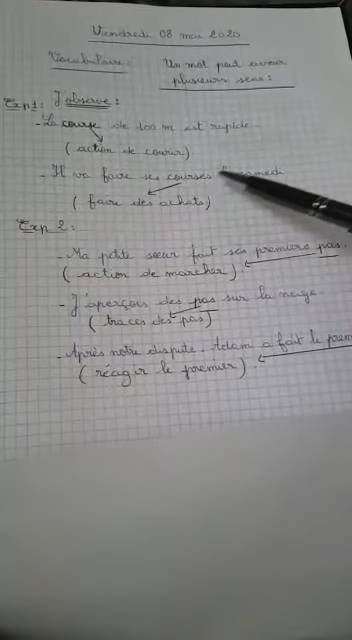 Vendredi 08 mai 2020
Vocabulaire: Un mot peut avoir
plusieurs sens:
Exp1: J'observe:
- La course de 100 m est rapide.
(action de courir)
- Il va faire ses courses samedi
(faire des achats)
Exp 2:
- Ma petite sœur fait ses premiers pas.
(action de marcher)
- J'aperçois des pas sur la neige.
(traces des pas)
- Après notre dispute. Adam a fait le
(réagir le premier).